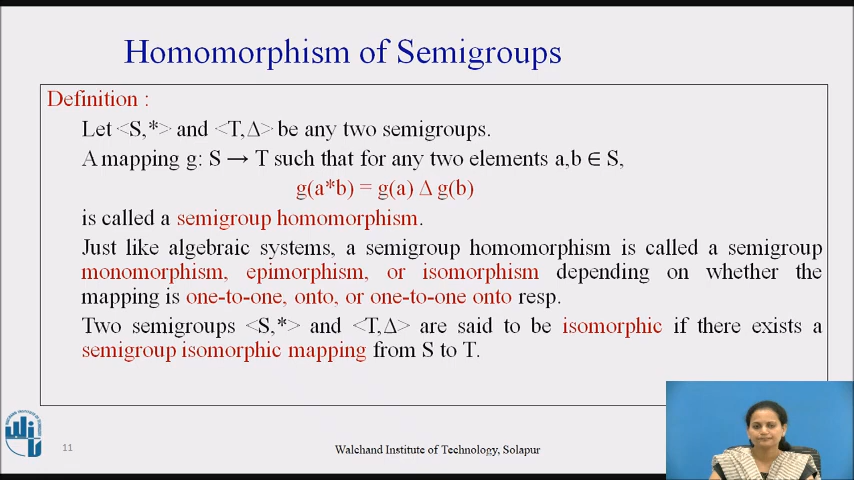 Homomorphism of Semigroups
Definition :
Let <S,*> and <T,Δ> be any two semigroups.
A mapping g: S → T such that for any two elements a,b ∈ S,
g(a*b) = g(a) Δ g(b)
is called a semigroup homomorphism.
Just like algebraic systems, a semigroup homomorphism is called a semigroup
monomorphism, epimorphism, or isomorphism depending on whether the
mapping is one-to-one, onto, or one-to-one onto resp.
Two semigroups <S,*> and <T,Δ> are said to be isomorphic if there exists a
semigroup isomorphic mapping from S to T.
11
Walchand Institute of Technology, Solapur